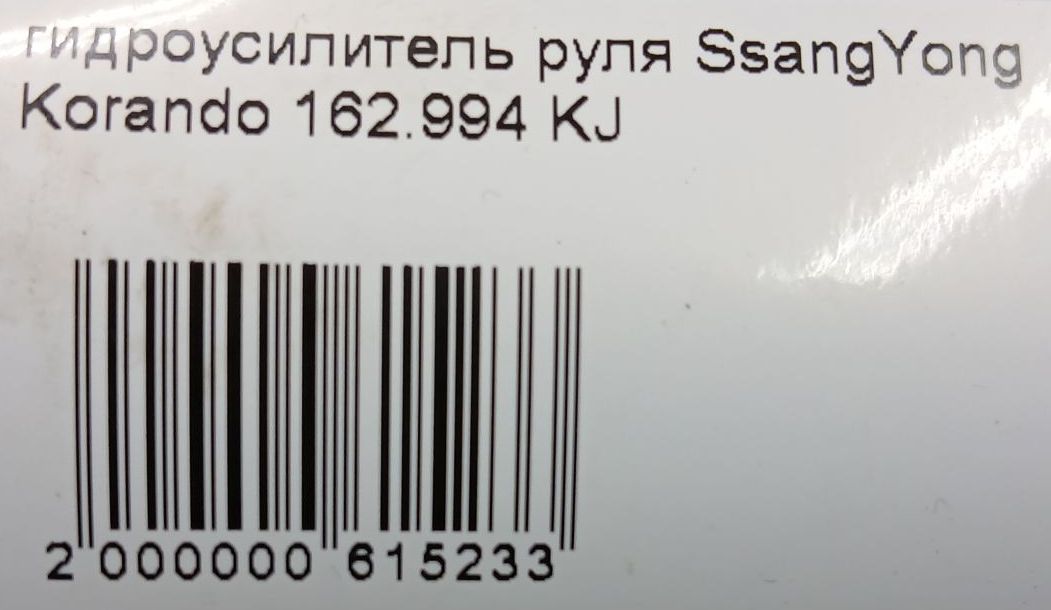 гидроусилитель руля SsangYong
Korando 162.994 KJ
2 000000 615233